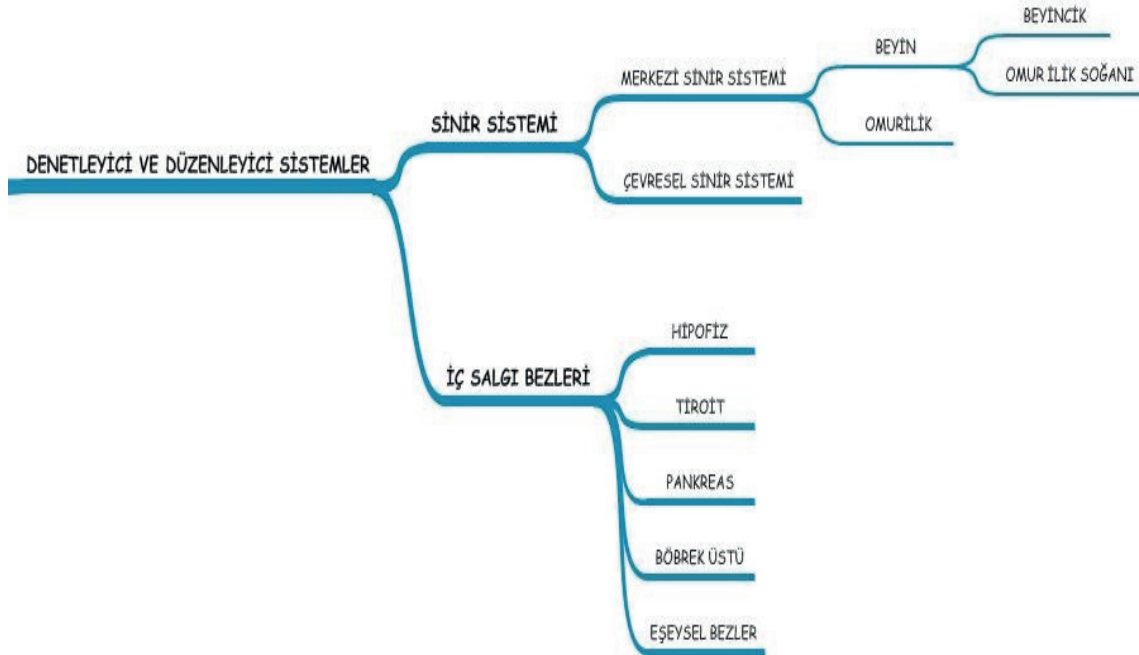 DENETLEYİCİ VE DÜZENLEYİCİ SİSTEMLER
SİNİR SİSTEMİ
MERKEZİ SİNİR SİSTEMİ
BEYİN
BEYİNCİK
OMUR İLİK SOĞANI
OMURİLİK
ÇEVRESEL SİNİR SİSTEMİ
İÇ SALGI BEZLERİ
HİPOFİZ
TİROİT
PANKREAS
BÖBREK ÜSTÜ
EŞEYSEL BEZLER